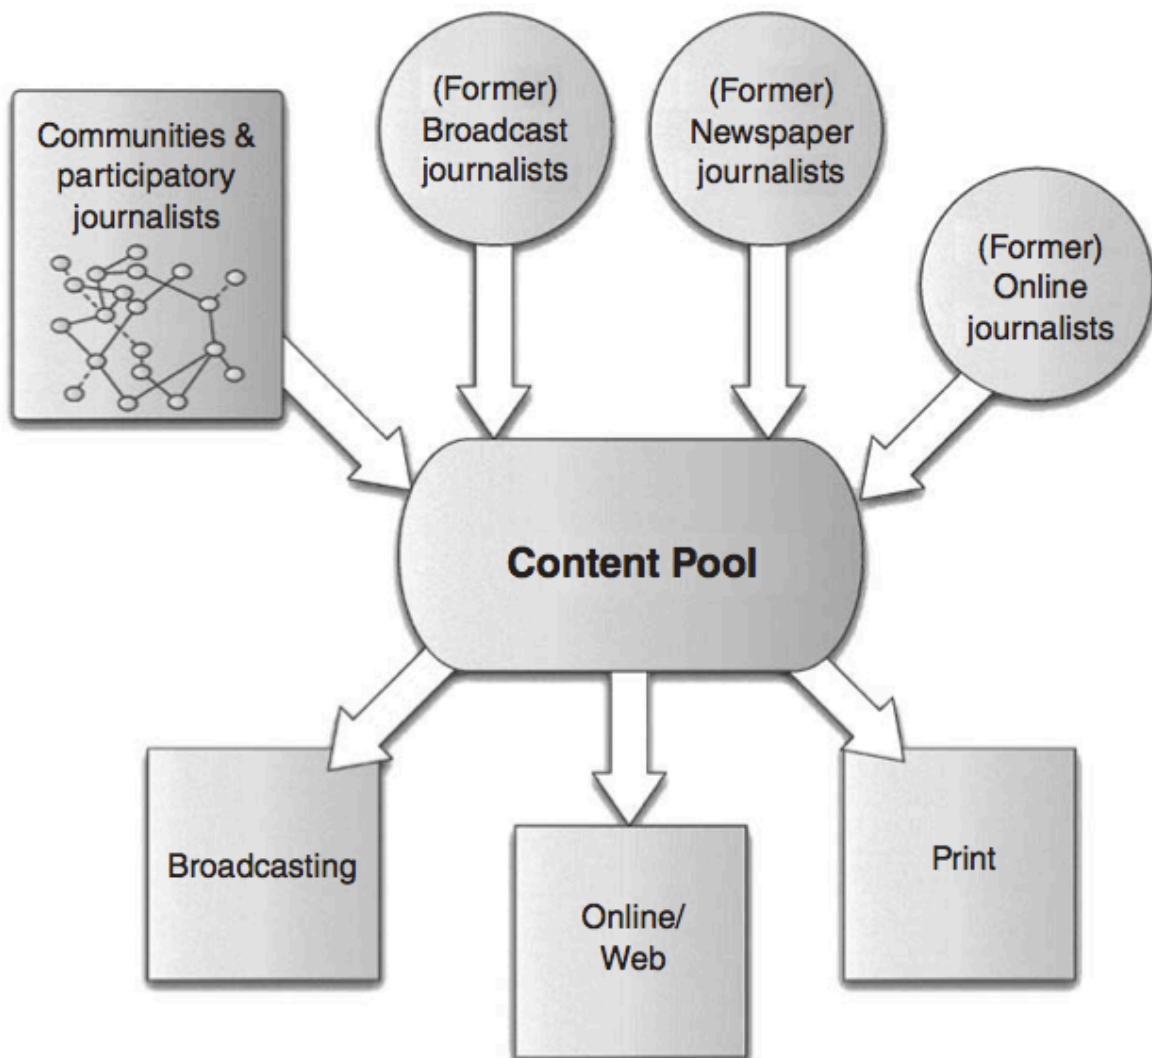 Communities &
participatory
journalists
(Former)
Broadcast
journalists
(Former)
Newspaper
journalists
(Former)
Online
journalists
Content Pool
Broadcasting
Online/
Web
Print